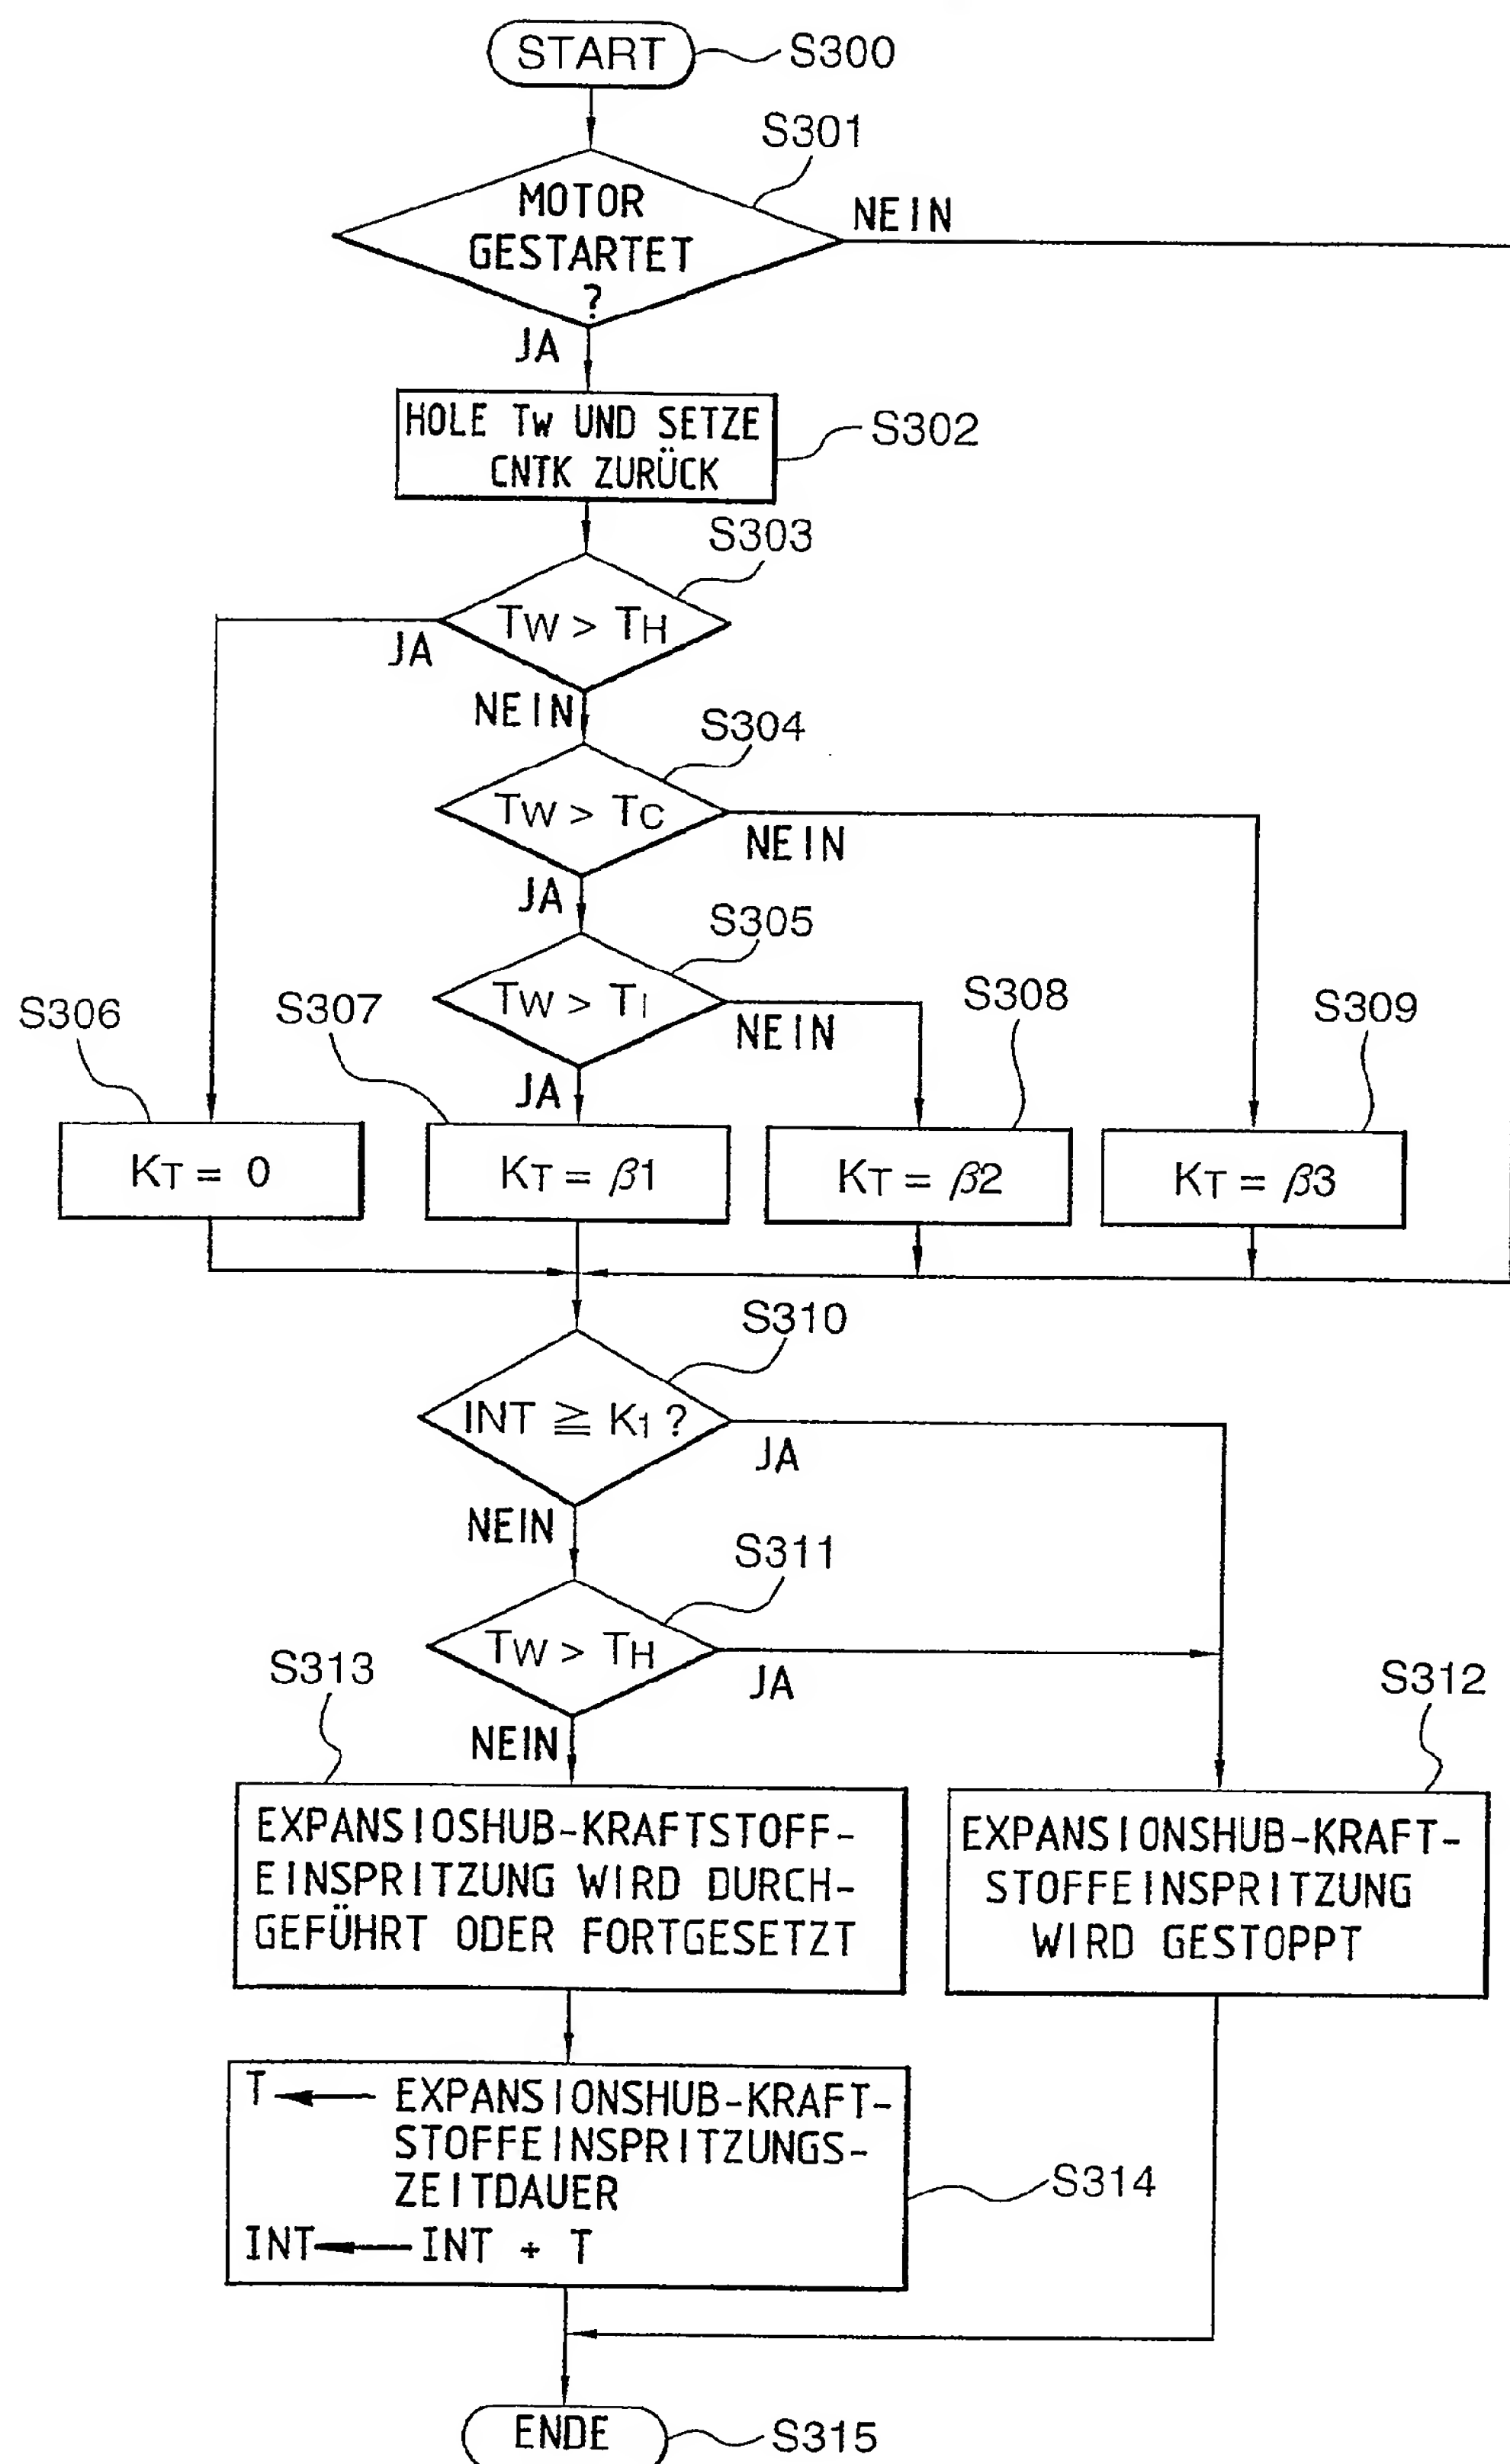 START
S300
S301
MOTOR
GESTARTET
?
NEIN
JA
HOLE TW UND SETZE
CNTK ZURÜCK
S302
S303
TW > TH
JA
NEIN
S304
TW > TC
NEIN
JA
S305
TW > TI
NEIN
JA
S306
S307
S308
S309
KT = 0
KT = β1
KT = β2
KT = β3
S310
INT ≧ K1 ?
JA
NEIN
S311
TW > TH
JA
NEIN
S313
S312
EXPANSIOSHUB-KRAFTSTOFF-
EINSPRITZUNG WIRD DURCH-
GEFÜHRT ODER FORTGESETZT
EXPANSIONSHUB-KRAFT-
STOFFEINSPRITZUNG
WIRD GESTOPPT
T ← EXPANSIONSHUB-KRAFT-
STOFFEINSPRITZUNGS-
ZEITDAUER
INT ← INT + T
S314
ENDE
S315